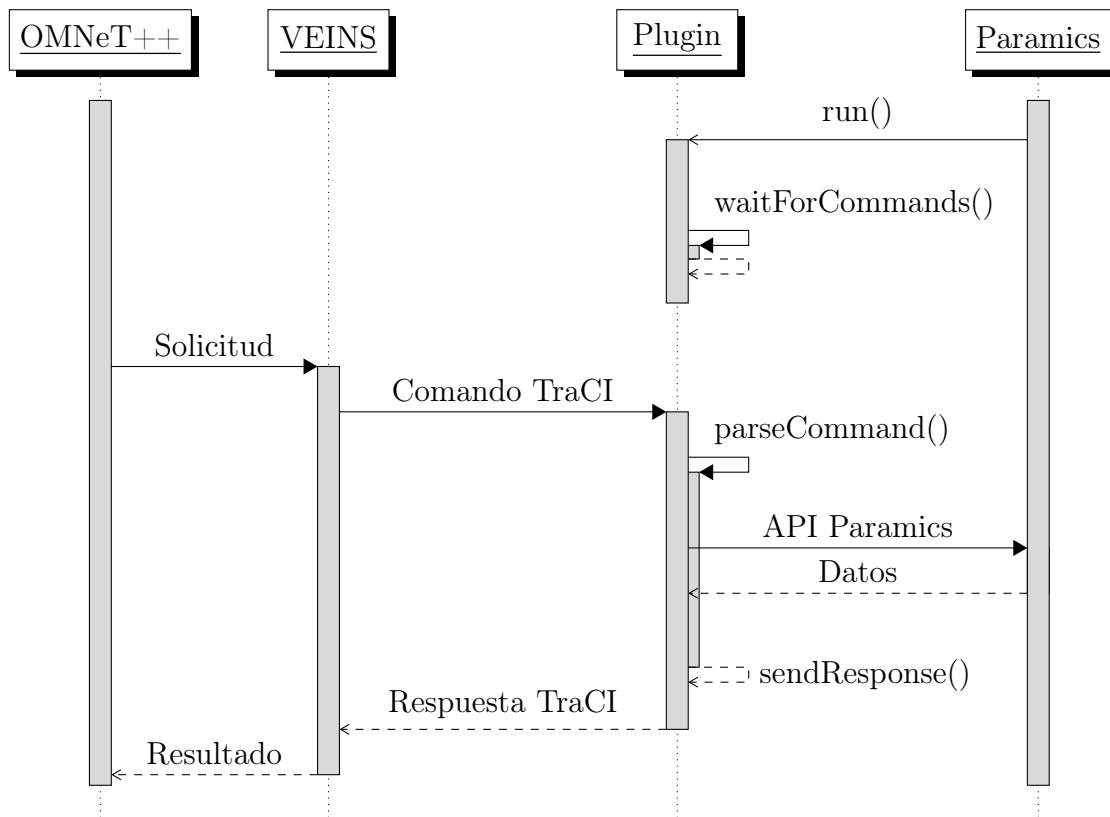 OMNeT++ VEINS Plugin Paramics
run()
waitForCommands()
Solicitud
Comando TraCI
parseCommand()
API Paramics
Datos
sendResponse()
Respuesta TraCI
Resultado